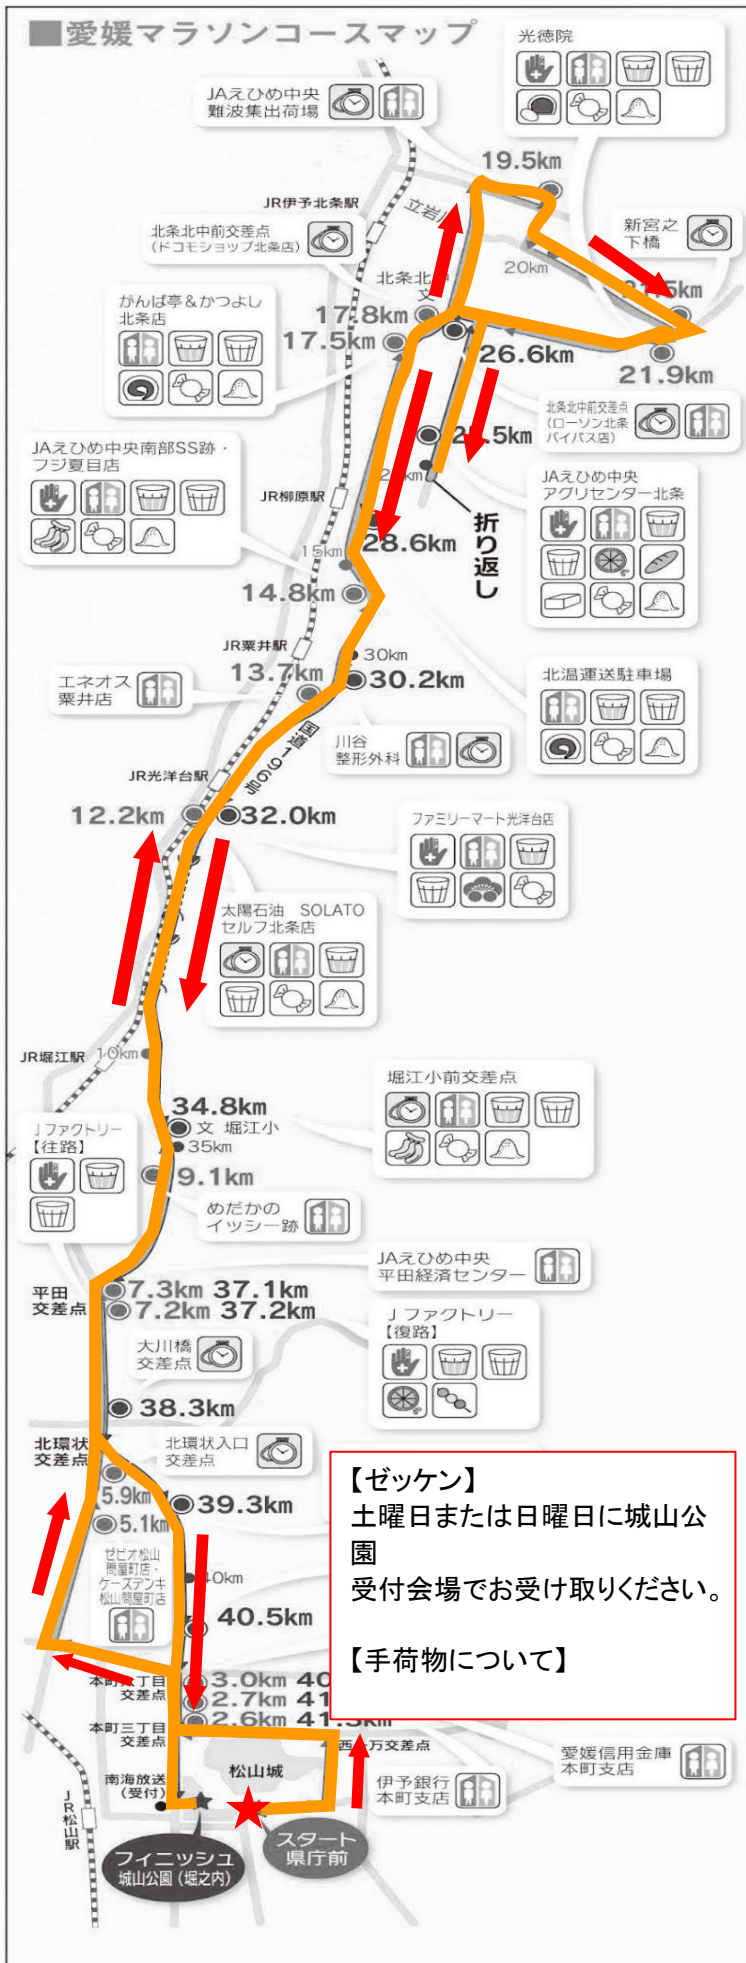 ■愛媛マラソンコースマップ
光徳院
JAえひめ中央
難波集出荷場
19.5km
JR伊予北条駅
立岩川
北条北中前交差点
(ドコモショップ北条店)
新宮之
下橋
20km
北条北中
文
17.8km
17.5km
26.6km
21.9km
がんば亭&かつよし
北条店
北条北中前交差点
(ローソン北条
バイパス店)
JAえひめ中央南部SS跡・
フジ夏目店
JR柳原駅
折り返し
JAえひめ中央
アグリセンター北条
15km
28.6km
14.8km
JR粟井駅
30km
13.7km
30.2km
エネオス
粟井店
北温運送駐車場
川谷
整形外科
国道196号
JR光洋台駅
12.2km
32.0km
ファミリーマート光洋台店
太陽石油 SOLATO
セルフ北条店
JR堀江駅
10km
堀江小前交差点
34.8km
文 堀江小
35km
Jファクトリー
【往路】
9.1km
めだかの
イッシー跡
JAえひめ中央
平田経済センター
平田
交差点
7.3km 37.1km
7.2km 37.2km
Jファクトリー
【復路】
大川橋
交差点
38.3km
北環状
交差点
北環状入口
交差点
5.9km
39.3km
5.1km
ゼビオ松山
問屋町店・
ケーズデンキ
松山問屋町店
40km
40.5km
【ゼッケン】
土曜日または日曜日に城山公
園
受付会場でお受け取りください。
【手荷物について】
本町六丁目
交差点
3.0km
2.7km
2.6km
本町三丁目
交差点
松山城
南海放送
(受付)
伊予銀行
本町支店
愛媛信用金庫
本町支店
JR松山駅
フィニッシュ
城山公園(堀之内)
スタート
県庁前